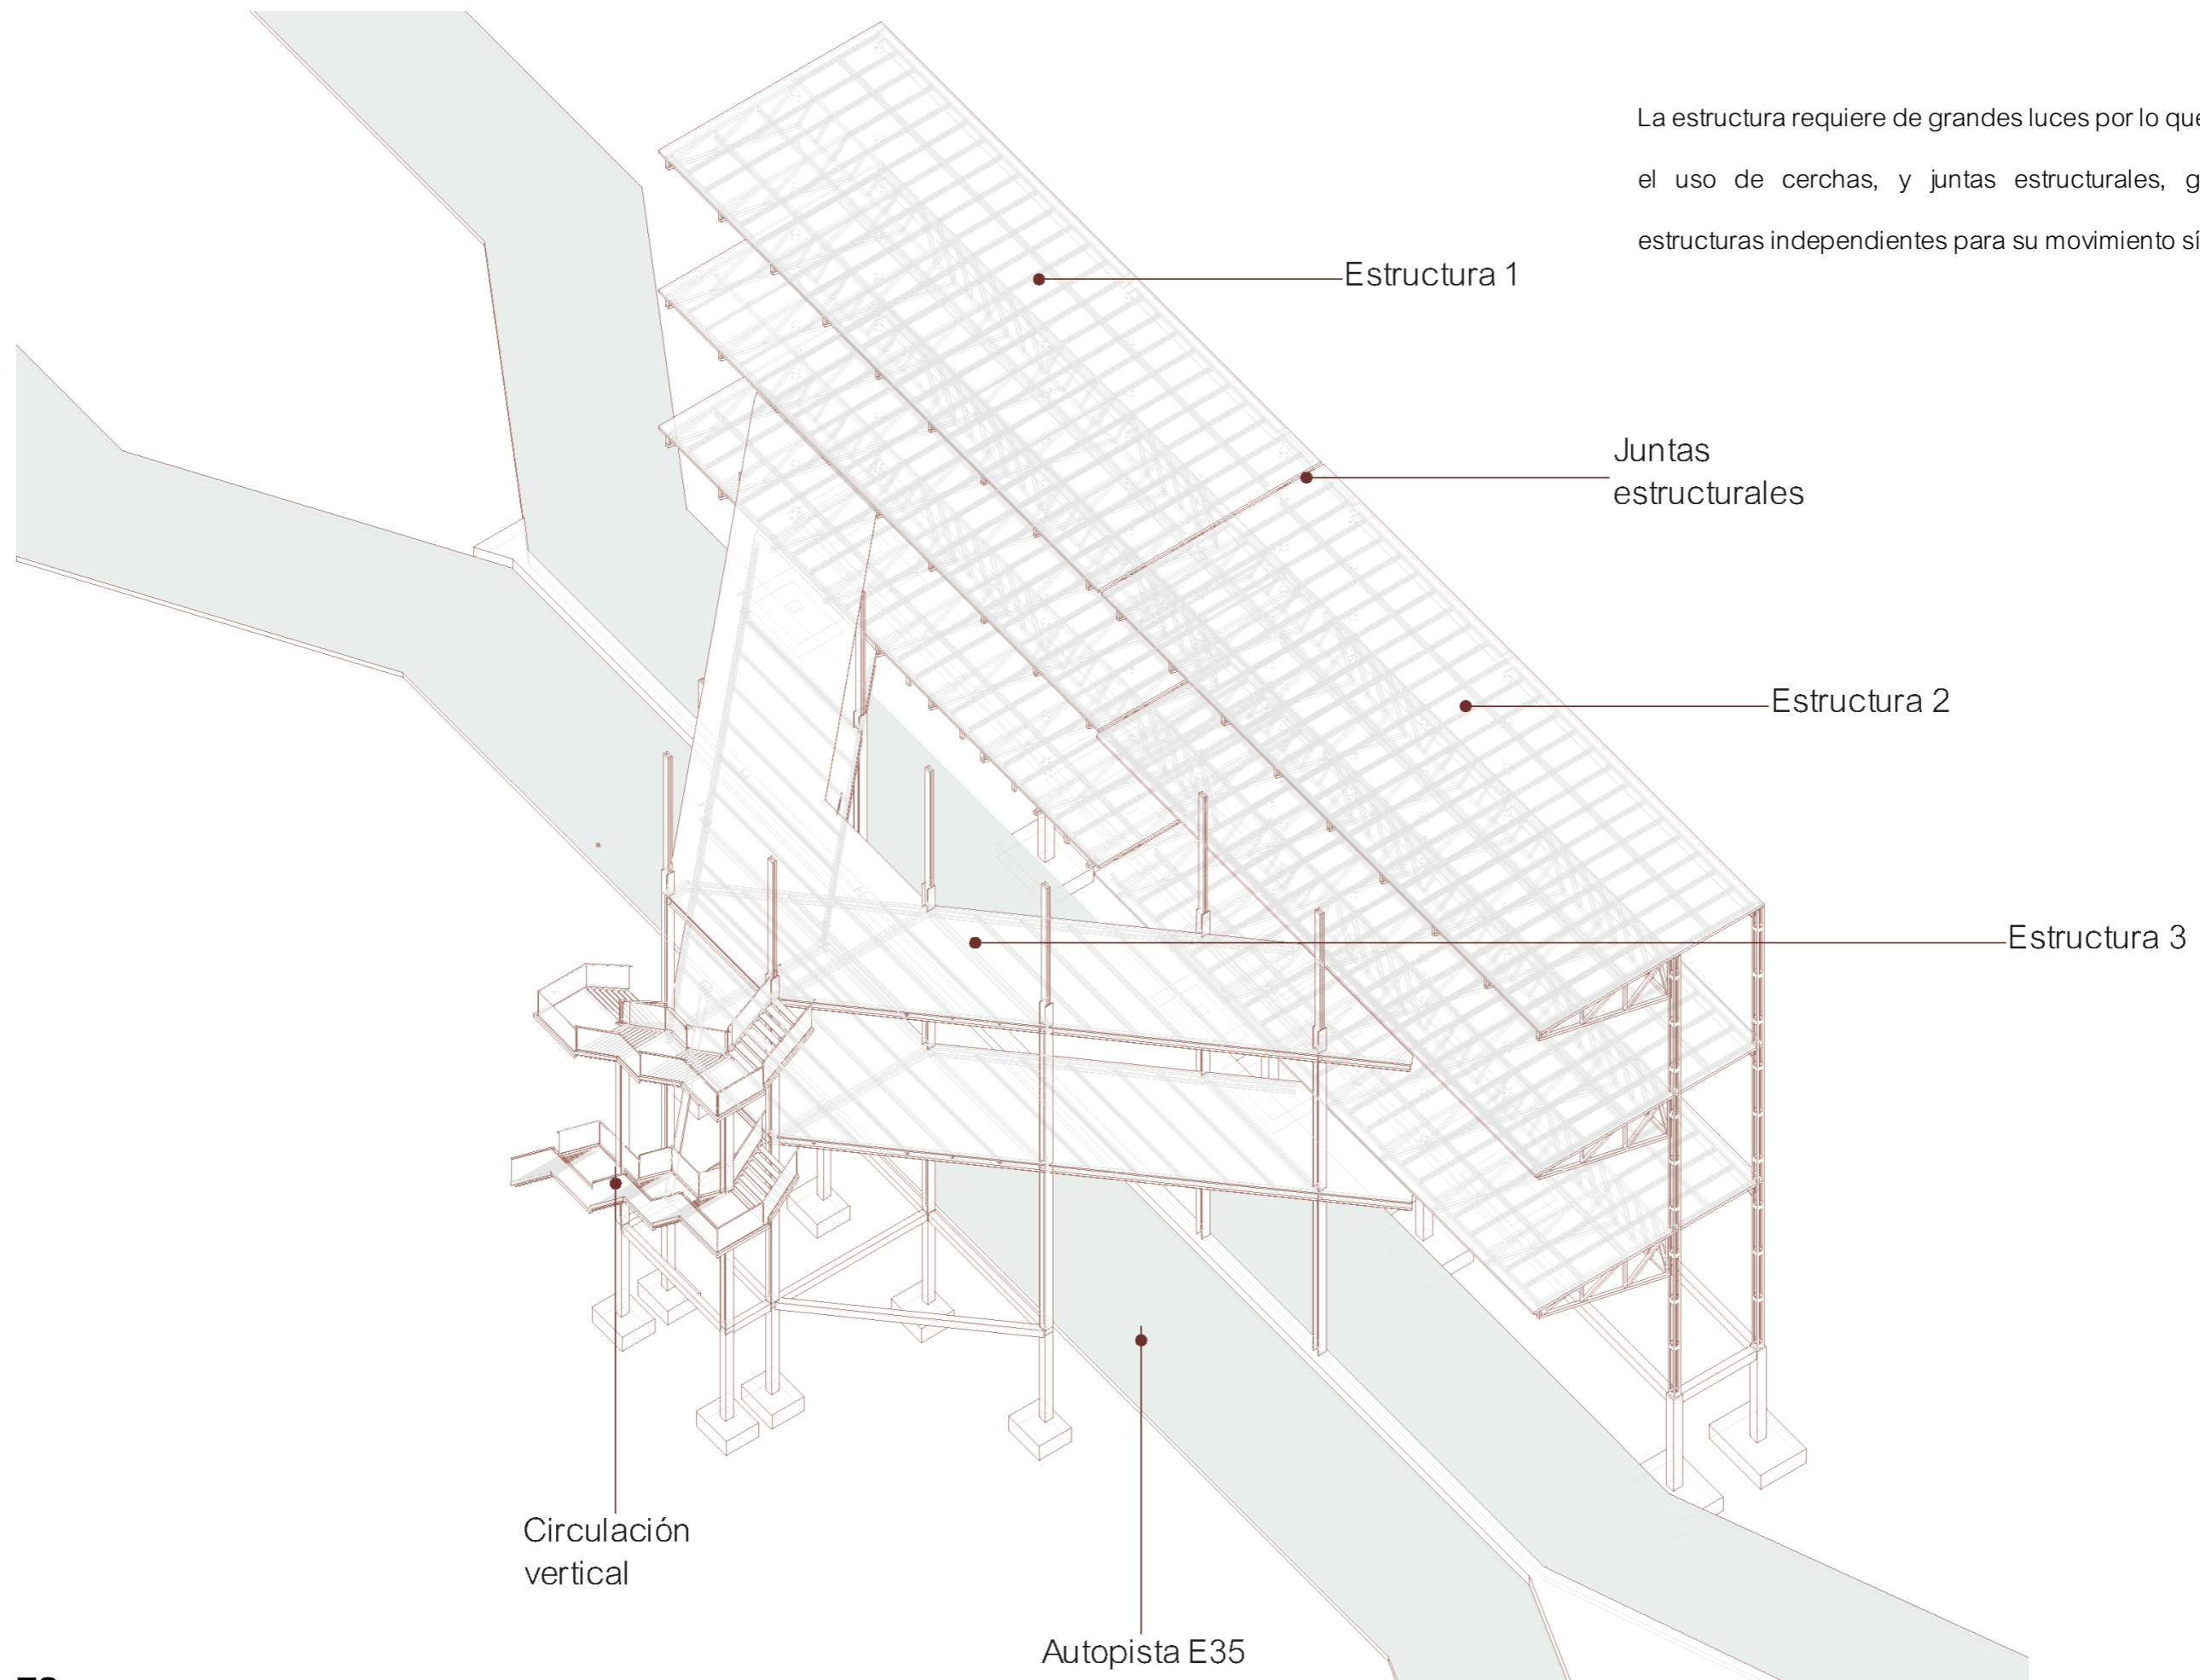 La estructura requiere de grandes luces por lo que
el uso de cerchas, y juntas estructurales,
estructuras independientes para su movimiento
Estructura 1
Juntas
estructurales
Estructura 2
Estructura 3
Circulación
vertical
Autopista E35